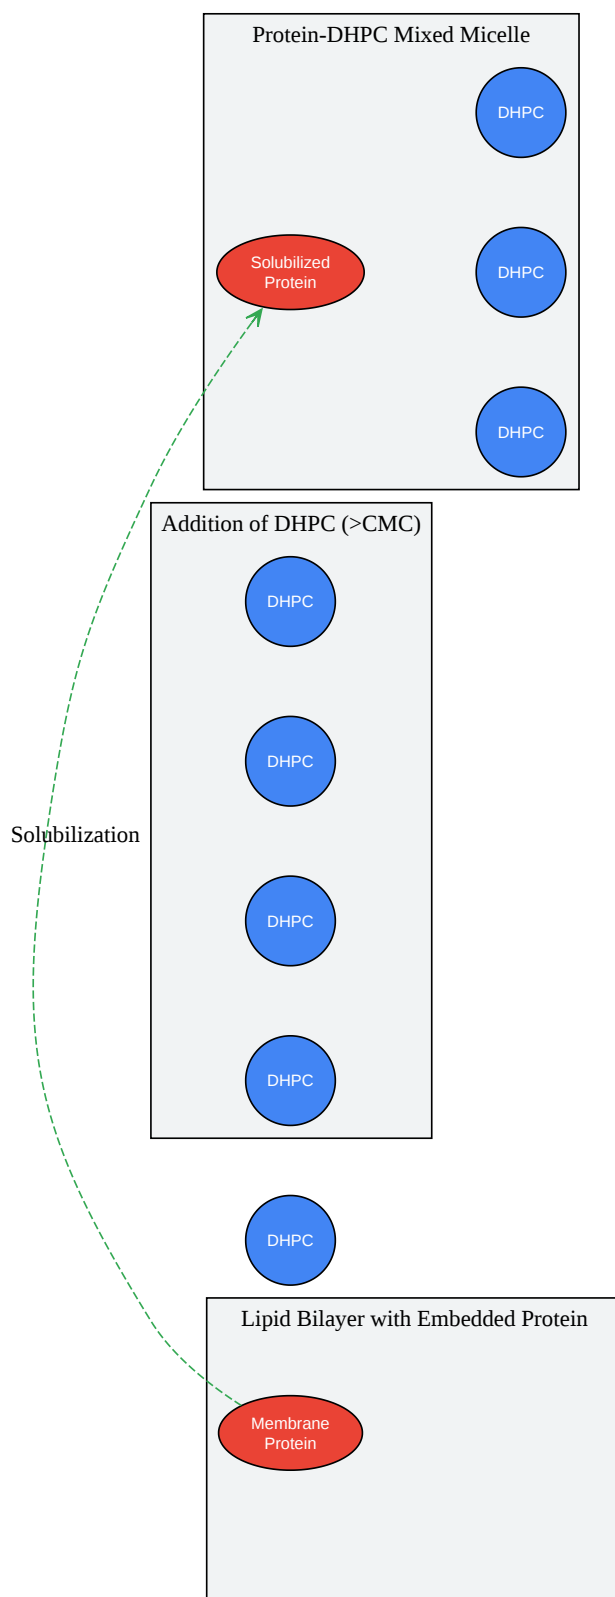 Protein-DHPC Mixed Micelle
DHPC
Solubilized
Protein
DHPC
DHPC
Addition of DHPC (>CMC)
DHPC
DHPC
Solubilization
DHPC
DHPC
DHPC
Lipid Bilayer with Embedded Protein
Membrane
Protein